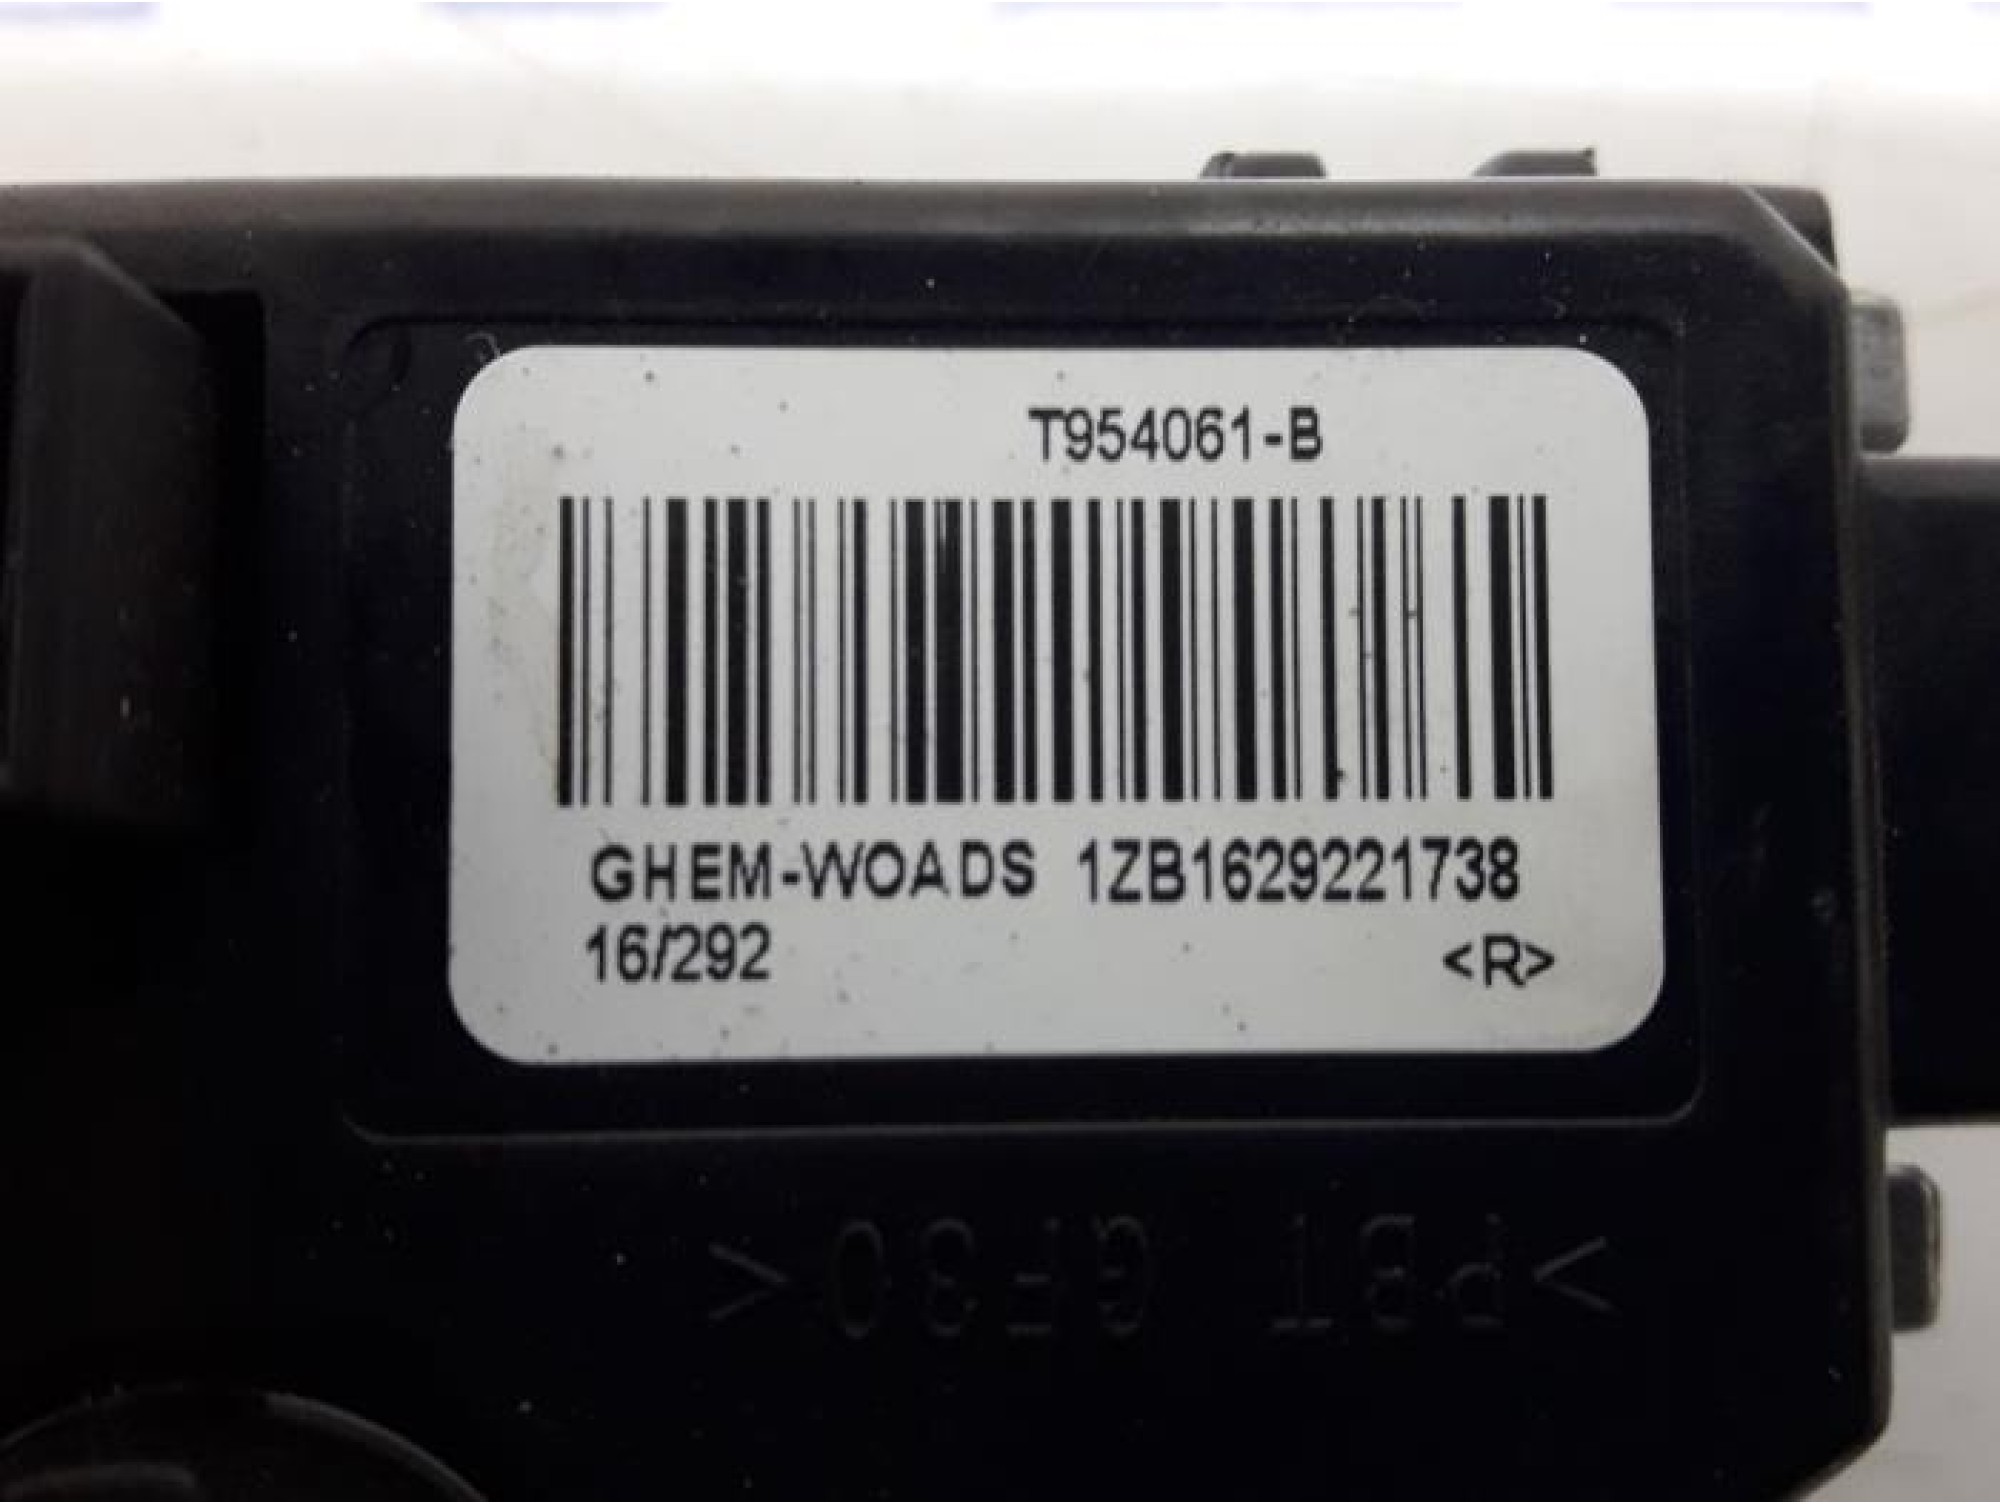 T954061-B
GHEM-WOADS 1ZB1629221738
16/292 <R>
>PBT GF30<